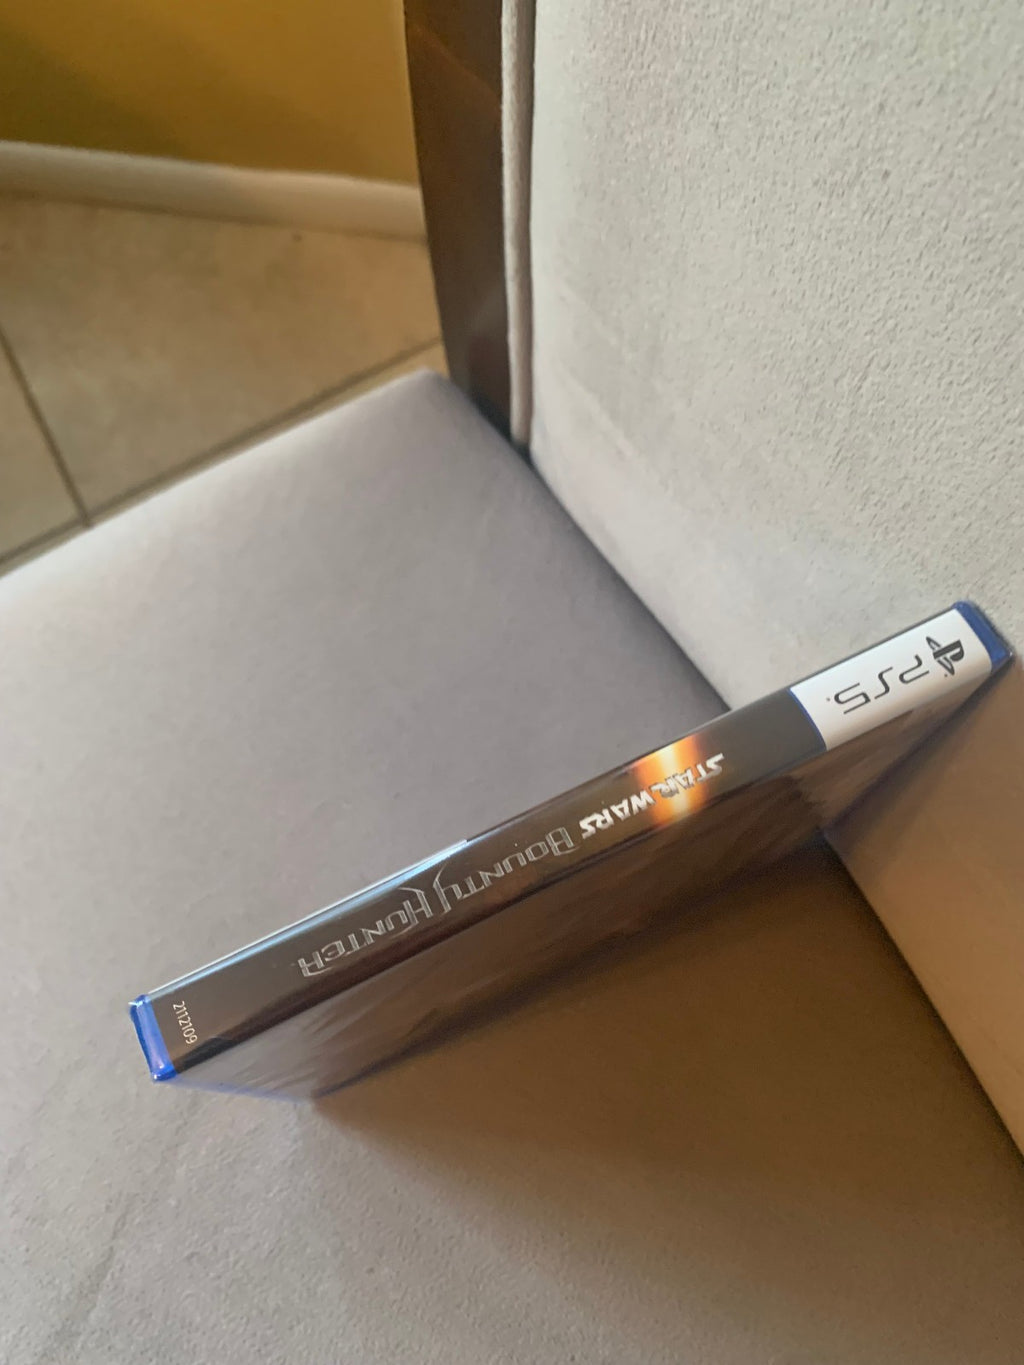 PS5
STAR WARS BOUNTY HUNTER
2112109